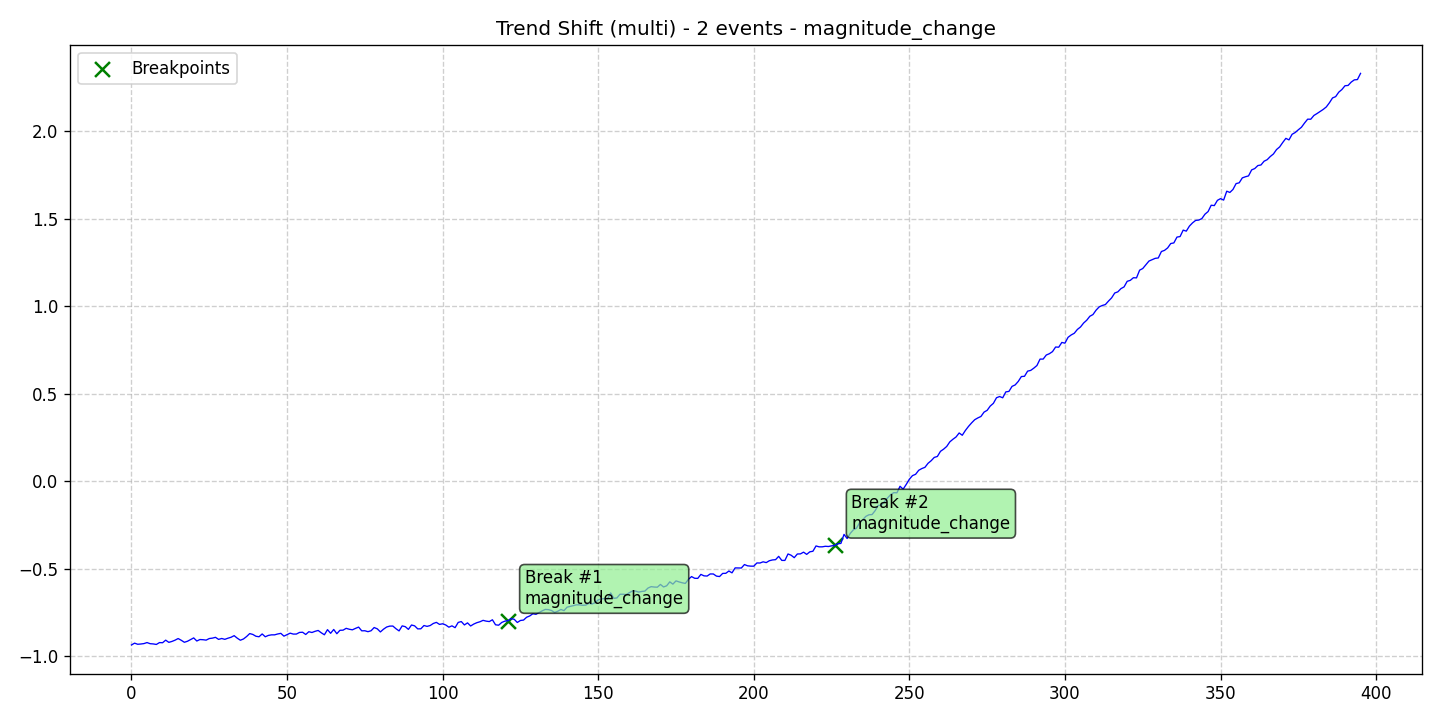 Trend Shift (multi) - 2 events - magnitude_change
Breakpoints
2.0
1.5
1.0
0.5
0.0
−0.5
−1.0
Break #2
magnitude_change
Break #1
magnitude_change
0 50 100 150 200 250 300 350 400